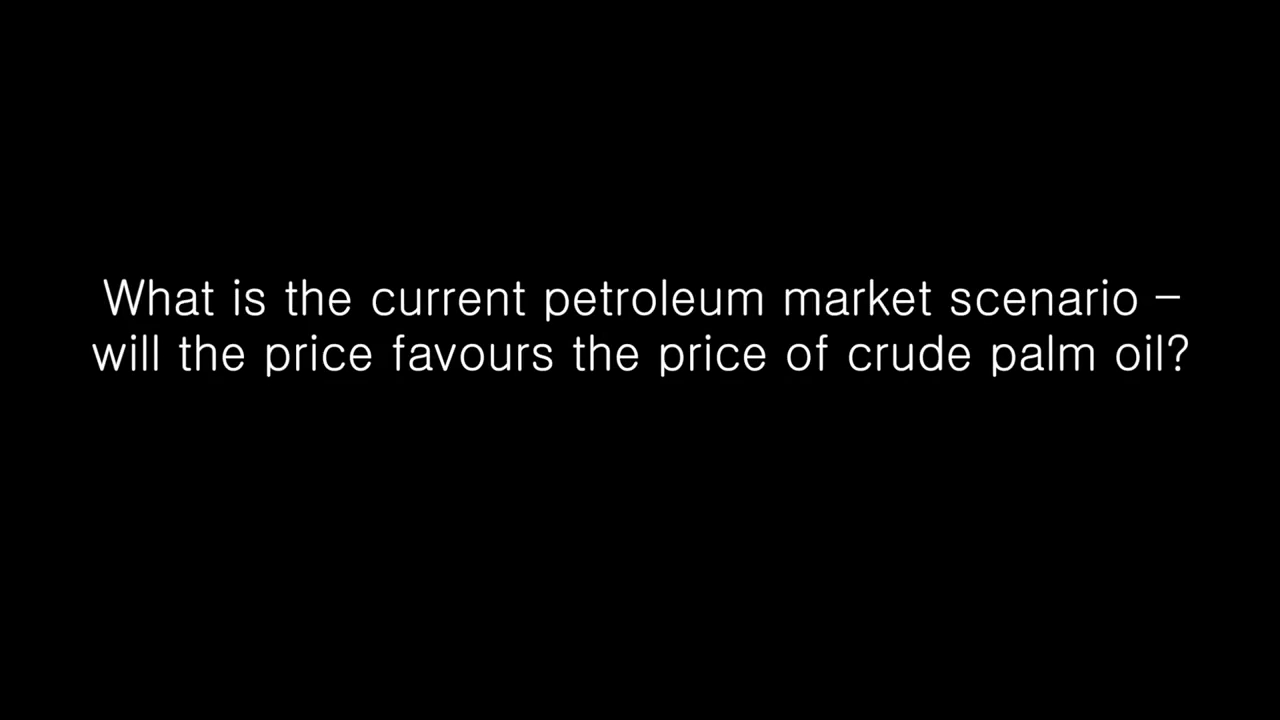 What is the current petroleum market scenario –
will the price favours the price of crude palm oil?